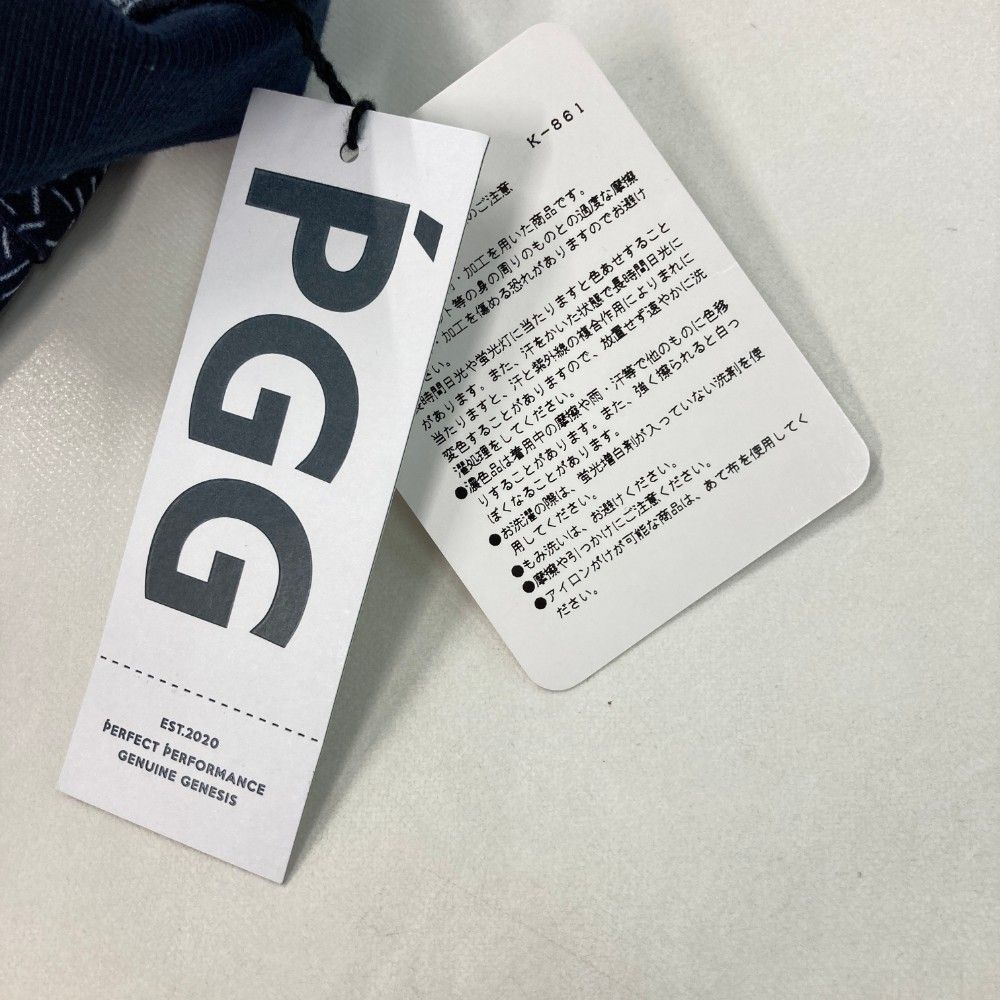 ṔGG
EST.2020
ṔERFECT ṔERFORMANCE
GENUINE GENESIS
K-861
のご注意
・加工を用いた商品です。
ト等の身の周りのものとの過度な摩擦
、加工を傷める恐れがありますのでお避け
さい。
長時間日光や蛍光灯に当たりますと色あせすること
があります。また、汗をかいた状態で長時間日光に
当たりますと、汗と紫外線の複合作用によりまれに
変色することがありますので、放置せず速やかに洗
濯処理をしてください。
●濃色品は着用中の摩擦や雨・汗等で他のものに色移
りすることがあります。また、強く擦られると白っ
ぽくなることがあります。
●お洗濯の際は、蛍光増白剤が入っていない洗剤を使
用してください。
●もみ洗いは、お避けください。
●摩擦や引っかけにご注意ください。
●アイロンがけが可能な商品は、あて布を使用してく
ださい。